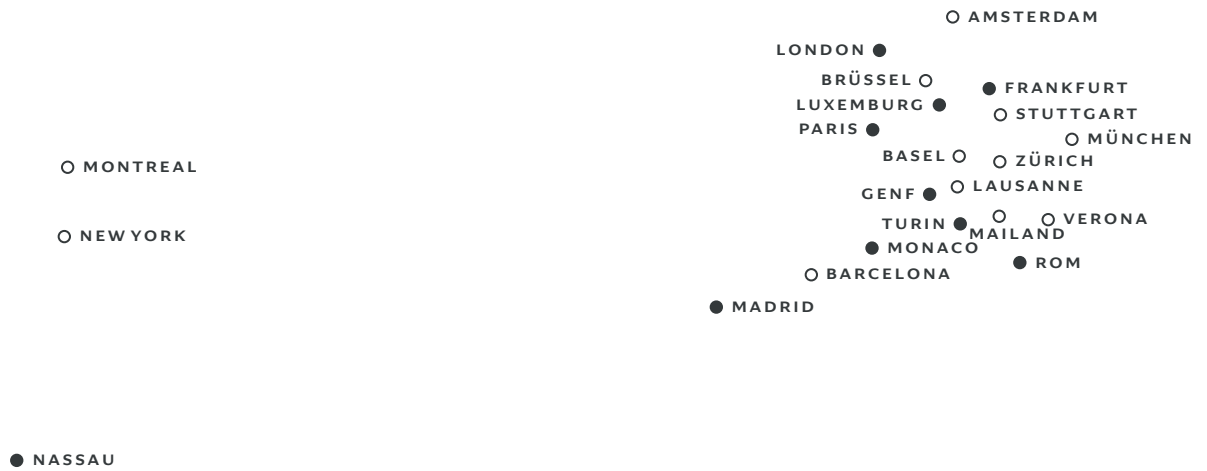 AMSTERDAM
LONDON
BRÜSSEL
FRANKFURT
LUXEMBURG
STUTTGART
PARIS
MÜNCHEN
BASEL
ZÜRICH
MONTREAL
LAUSANNE
GENF
VERONA
TURIN
MAILAND
NEW YORK
MONACO
ROM
BARCELONA
MADRID
NASSAU